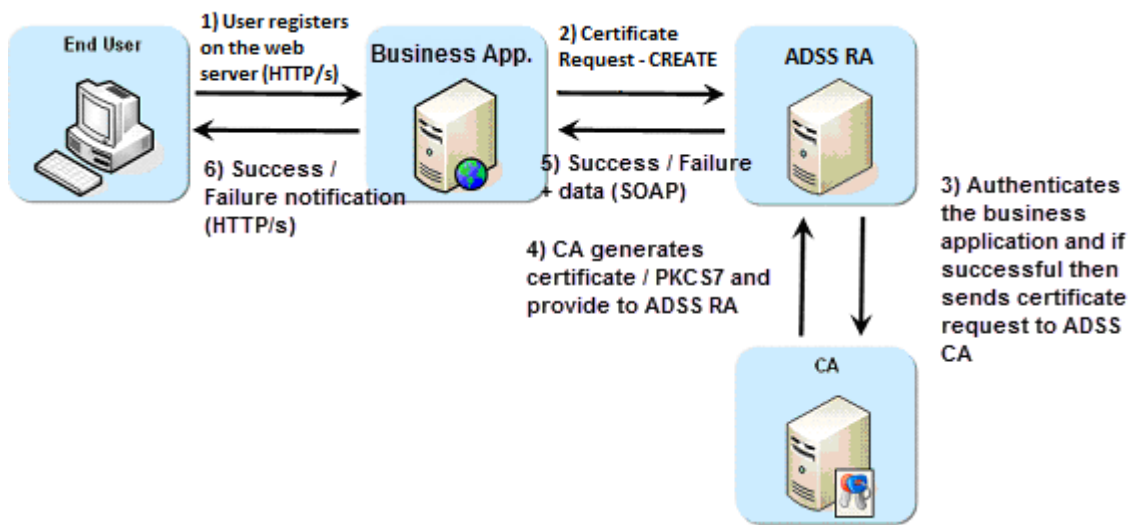 End User
1) User registers
on the web
server (HTTP/s)
Business App.
2) Certificate
Request - CREATE
ADSS RA
6) Success /
Failure notification
(HTTP/s)
5) Success / Failure
+ data (SOAP)
3) Authenticates
the business
application and if
successful then
sends certificate
request to ADSS
CA
4) CA generates
certificate / PKCS7 and
provide to ADSS RA
CA